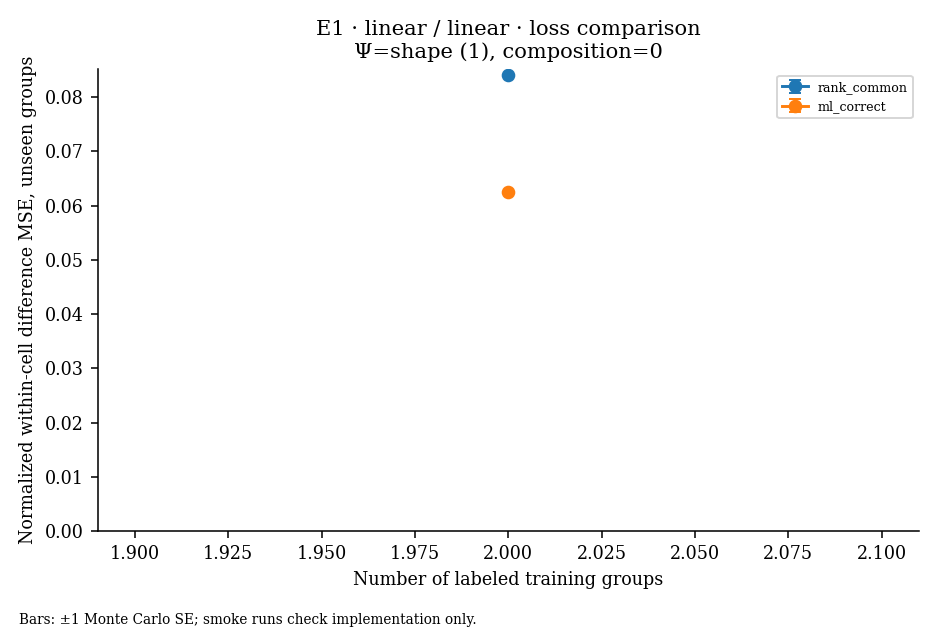 E1 · linear / linear · loss comparison
Ψ=shape (1), composition=0
Normalized within-cell difference MSE, unseen groups
0.08
0.07
0.06
0.05
0.04
0.03
0.02
0.01
0.00
rank_common
ml_correct
1.900 1.925 1.950 1.975 2.000 2.025 2.050 2.075 2.100
Number of labeled training groups
Bars: ±1 Monte Carlo SE; smoke runs check implementation only.